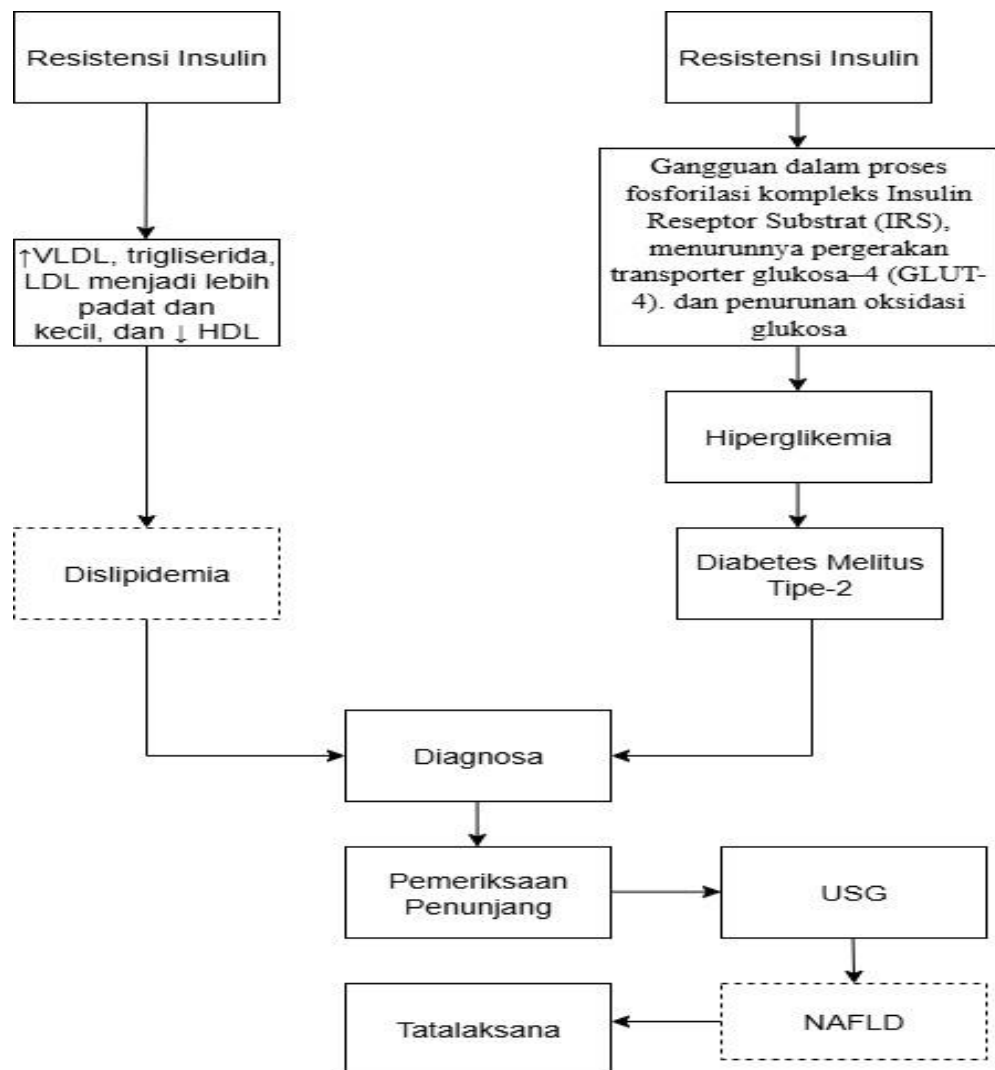 Resistensi Insulin
Resistensi Insulin
Gangguan dalam proses
fosforilasi kompleks Insulin
Reseptor Substrat (IRS),
menurunnya pergerakan
transporter glukosa–4 (GLUT-
4). dan penurunan oksidasi
glukosa
↑VLDL, trigliserida,
LDL menjadi lebih
padat dan
kecil, dan ↓ HDL
Hiperglikemia
Dislipidemia
Diabetes Melitus
Tipe-2
Diagnosa
Pemeriksaan
Penunjang
USG
NAFLD
Tatalaksana